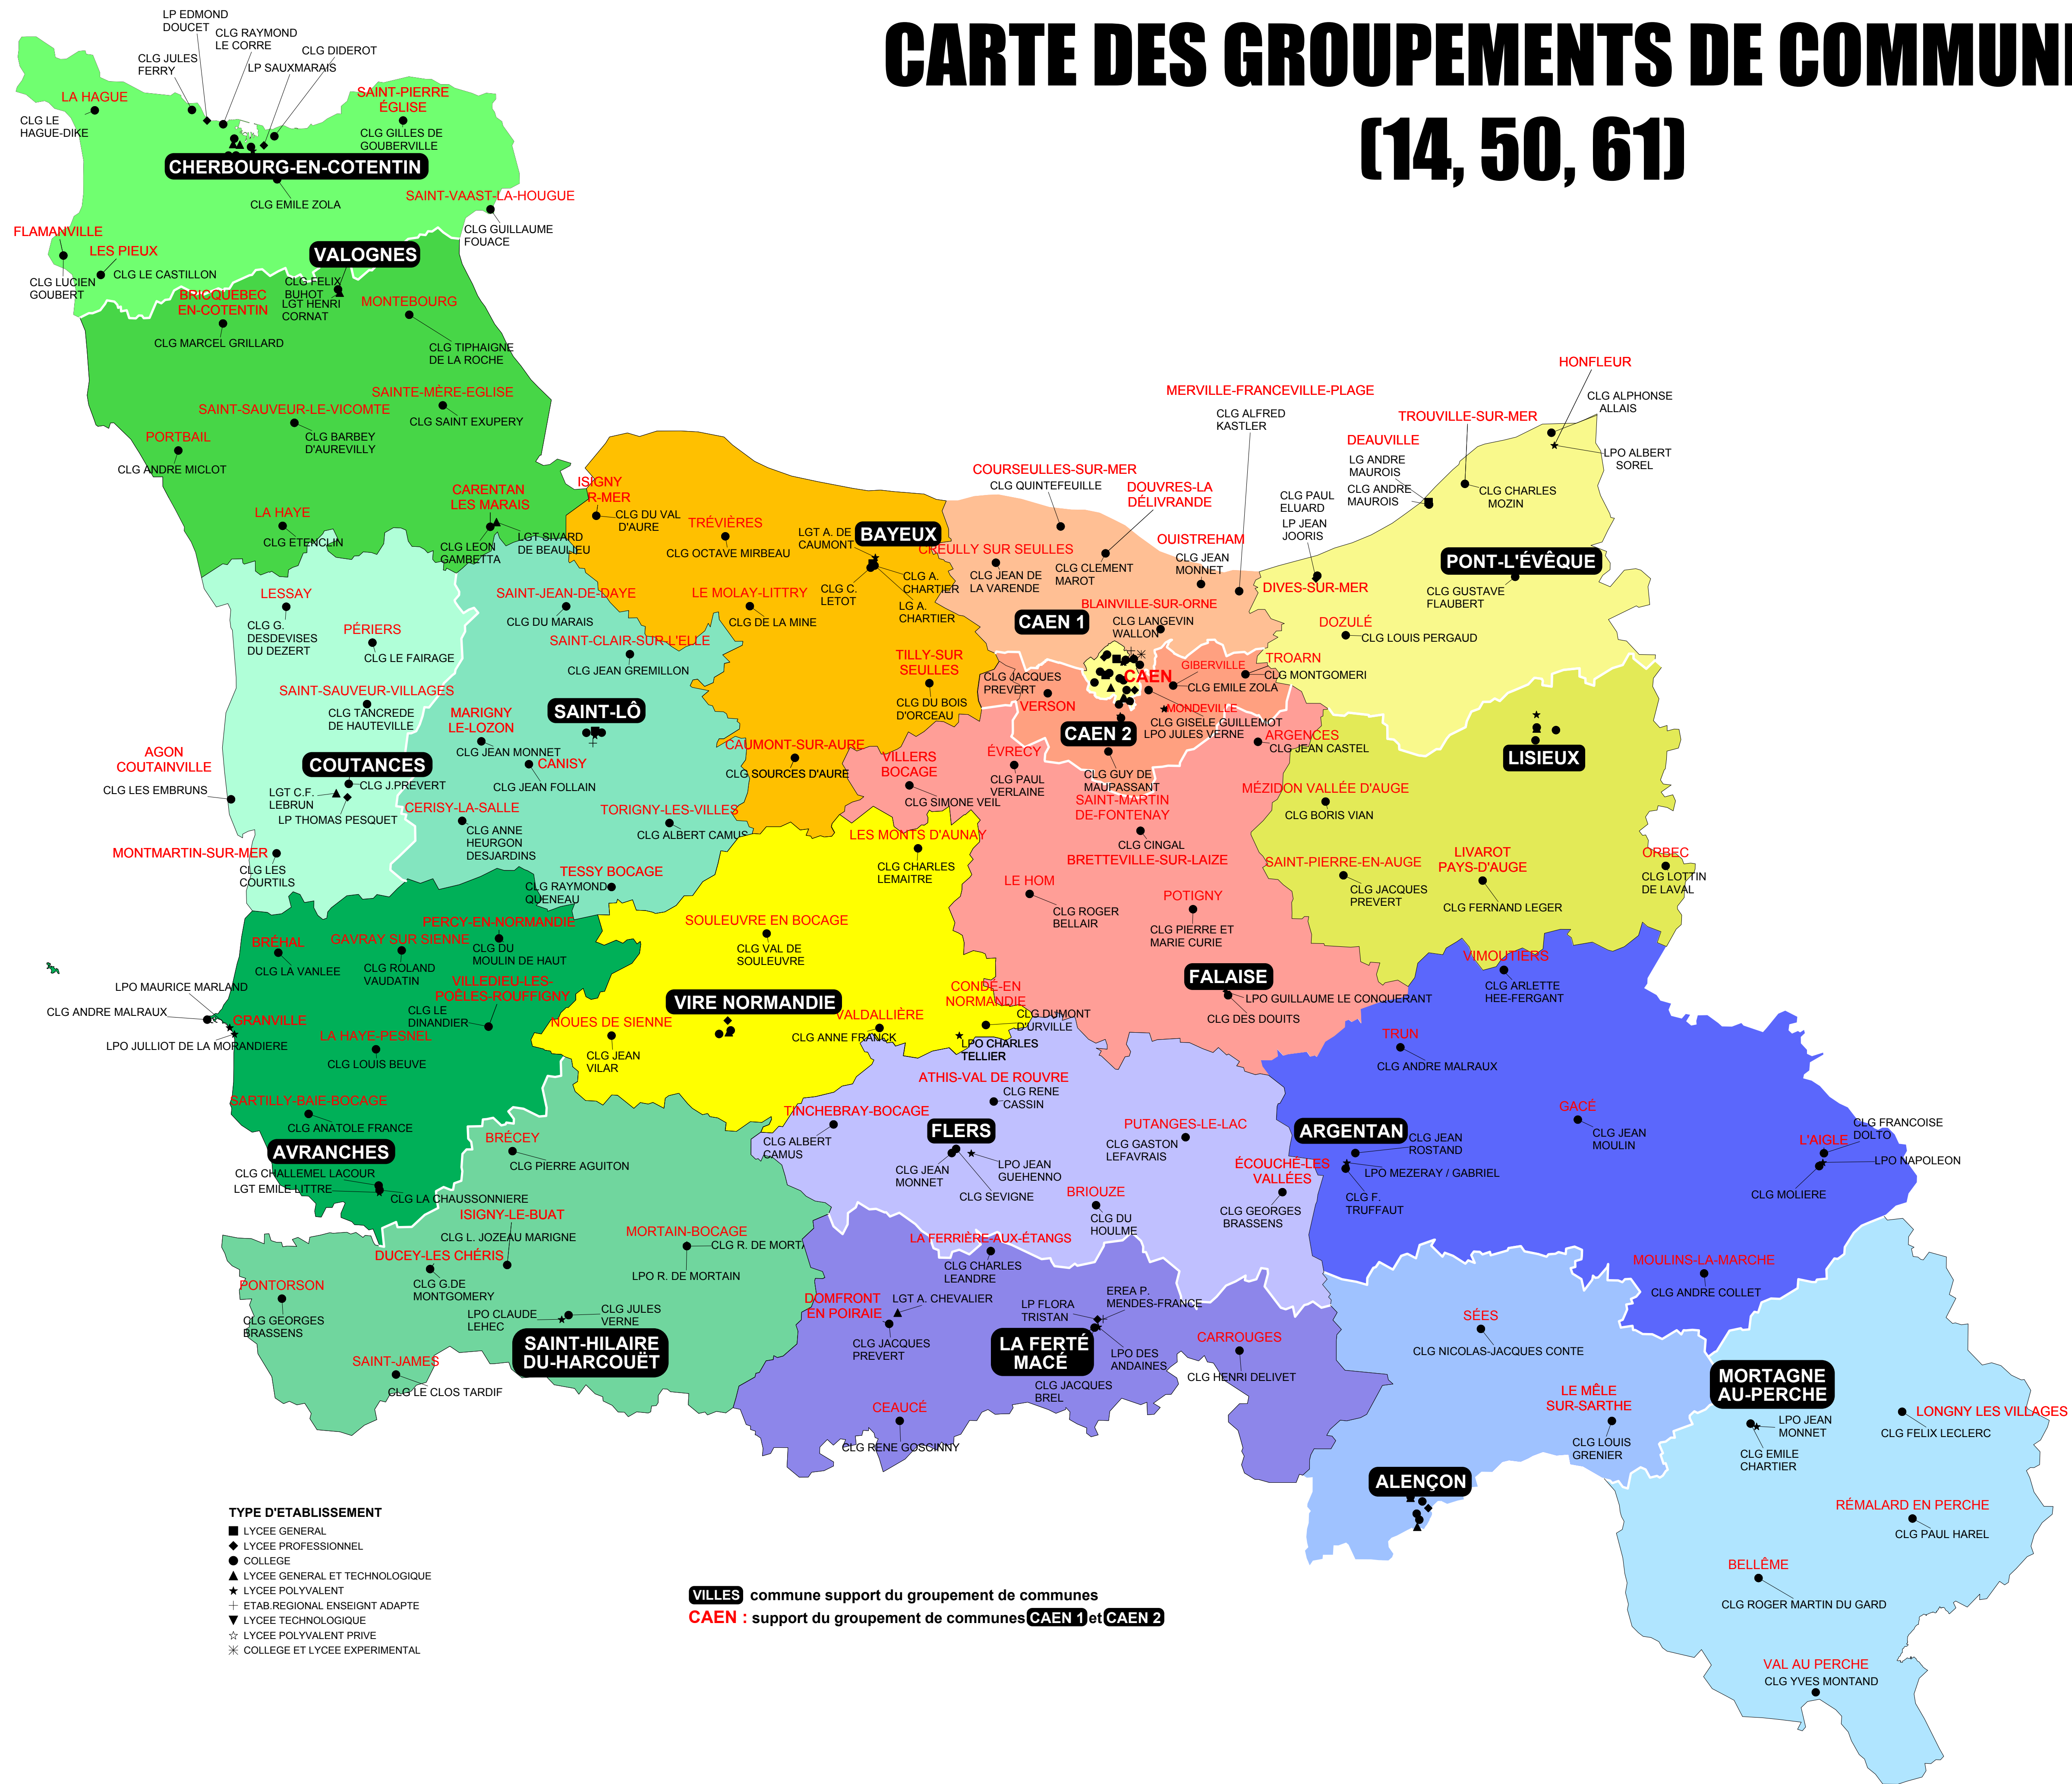 CARTE DES GROUPEMENTS DE COMMUN
(14, 50, 61)
LP EDMOND
DOUCET
CLG RAYMOND
LE CORRE
CLG JULES
FERRY
CLG DIDEROT
LP SAUXMARAIS
LA HAGUE
CLG LE
HAGUE-DIKE
SAINT-PIERRE
ÉGLISE
CLG GILLES DE
GOUBERVILLE
CHERBOURG-EN-COTENTIN
CLG EMILE ZOLA
SAINT-VAAST-LA-HOUGUE
CLG GUILLAUME
FOUACE
FLAMANVILLE
LES PIEUX
CLG LE CASTILLON
CLG LUCIEN
GOUBERT
VALOGNES
CLG FELIX
BUHOT
LGT HENRI
CORNAT
BRICQUEBEC
EN-COTENTIN
CLG MARCEL GRILLARD
MONTEBOURG
CLG TIPHAIGNE
DE LA ROCHE
SAINTE-MÈRE-EGLISE
CLG SAINT EXUPERY
SAINT-SAUVEUR-LE-VICOMTE
CLG BARBEY
D'AUREVILLY
PORTBAIL
CLG ANDRE MICLOT
CARENTAN
LES MARAIS
CLG LEON
GAMBETTA
LGT SIVARD
DE BEAULIEU
LA HAYE
CLG ETENCLIN
ISIGNY
R-MER
CLG DU VAL
D'AURE
TRÉVIÈRES
CLG OCTAVE MIRBEAU
LGT A. DE
CAUMONT
BAYEUX
CLG C.
LETOT
CLG A.
CHARTIER
LG A.
CHARTIER
LE MOLAY-LITTRY
CLG DE LA MINE
TILLY-SUR
SEULLES
CLG DU BOIS
D'ORCEAU
CAUMONT-SUR-AURE
CLG SOURCES D'AURE
COURSEULLES-SUR-MER
CLG QUINTEFEUILLE
DOUVRES-LA
DÉLIVRANDE
CLG CLEMENT
MAROT
CREULLY SUR SEULLES
CLG JEAN DE
LA VARENDE
MERVILLE-FRANCEVILLE-PLAGE
CLG ALFRED
KASTLER
OUISTREHAM
CLG JEAN
MONNET
BLAINVILLE-SUR-ORNE
CLG LANGEVIN
WALLON
CAEN 1
CAEN
GIBERVILLE
CLG EMILE ZOLA
TROARN
CLG MONTGOMERI
CLG JACQUES
PREVERT
VERSON
MONDEVILLE
CLG GISELE GUILLEMOT
LPO JULES VERNE
CAEN 2
CLG GUY DE
MAUPASSANT
ARGENCES
CLG JEAN CASTEL
HONFLEUR
CLG ALPHONSE
ALLAIS
LPO ALBERT
SOREL
TROUVILLE-SUR-MER
CLG CHARLES
MOZIN
DEAUVILLE
LG ANDRE
MAUROIS
CLG ANDRE
MAUROIS
CLG PAUL
ELUARD
LP JEAN
JOORIS
DIVES-SUR-MER
PONT-L'ÉVÊQUE
CLG GUSTAVE
FLAUBERT
DOZULÉ
CLG LOUIS PERGAUD
LISIEUX
MÉZIDON VALLÉE D'AUGE
CLG BORIS VIAN
SAINT-PIERRE-EN-AUGE
CLG JACQUES
PREVERT
LIVAROT
PAYS-D'AUGE
CLG FERNAND LEGER
ORBEC
CLG LOTTIN
DE LAVAL
LESSAY
CLG G.
DESDEVISES
DU DEZERT
PÉRIERS
CLG LE FAIRAGE
SAINT-SAUVEUR-VILLAGES
CLG TANCREDE
DE HAUTEVILLE
AGON
COUTAINVILLE
CLG LES EMBRUNS
COUTANCES
CLG J.PREVERT
LGT C.F.
LEBRUN
LP THOMAS PESQUET
MONTMARTIN-SUR-MER
CLG LES
COURTILS
SAINT-JEAN-DE-DAYE
CLG DU MARAIS
SAINT-CLAIR-SUR-L'ELLE
CLG JEAN GREMILLON
SAINT-LÔ
MARIGNY
LE-LOZON
CLG JEAN MONNET
CANISY
CLG JEAN FOLLAIN
CERISY-LA-SALLE
CLG ANNE
HEURGON
DESJARDINS
TORIGNY-LES-VILLES
CLG ALBERT CAMUS
TESSY BOCAGE
CLG RAYMOND
QUENEAU
VILLERS
BOCAGE
CLG SIMONE VEIL
ÉVRECY
CLG PAUL
VERLAINE
SAINT-MARTIN
DE-FONTENAY
CLG CINGAL
BRETTEVILLE-SUR-LAIZE
LE HOM
CLG ROGER
BELLAIR
POTIGNY
CLG PIERRE ET
MARIE CURIE
FALAISE
LPO GUILLAUME LE CONQUERANT
CLG DES DOUITS
LES MONTS D'AUNAY
CLG CHARLES
LEMAITRE
SOULEUVRE EN BOCAGE
CLG VAL DE
SOULEUVRE
VIRE NORMANDIE
CONDÉ-EN
NORMANDIE
CLG DUMONT
D'URVILLE
LPO CHARLES
TELLIER
VALDALLIÈRE
CLG ANNE FRANCK
NOUES DE SIENNE
CLG JEAN
VILAR
BRÉHAL
CLG LA VANLEE
GAVRAY SUR SIENNE
CLG ROLAND
VAUDATIN
PERCY-EN-NORMANDIE
CLG DU
MOULIN DE HAUT
VILLEDIEU-LES-
POÊLES-ROUFFIGNY
CLG LE
DINANDIER
LPO MAURICE MARLAND
CLG ANDRE MALRAUX
GRANVILLE
LPO JULLIOT DE LA MORANDIERE
LA HAYE-PESNEL
CLG LOUIS BEUVE
SARTILLY-BAIE-BOCAGE
CLG ANATOLE FRANCE
AVRANCHES
CLG CHALLEMEL LACOUR
LGT EMILE LITTRE
CLG LA CHAUSSONNIERE
BRÉCEY
CLG PIERRE AGUITON
ISIGNY-LE-BUAT
CLG L. JOZEAU MARIGNE
DUCEY-LES CHÉRIS
CLG G.DE
MONTGOMERY
MORTAIN-BOCAGE
CLG R. DE MORTA
LPO R. DE MORTAIN
PONTORSON
CLG GEORGES
BRASSENS
LPO CLAUDE
LEHEC
CLG JULES
VERNE
SAINT-HILAIRE
DU-HARCOUËT
SAINT-JAMES
CLG LE CLOS TARDIF
ATHIS-VAL DE ROUVRE
CLG RENE
CASSIN
TINCHEBRAY-BOCAGE
CLG ALBERT
CAMUS
FLERS
CLG JEAN
MONNET
LPO JEAN
GUEHENNO
CLG SEVIGNE
PUTANGES-LE-LAC
CLG GASTON
LEFAVRAIS
BRIOUZE
CLG DU
HOULME
ÉCOUCHÉ-LES
VALLÉES
CLG GEORGES
BRASSENS
LA FERRIÈRE-AUX-ÉTANGS
CLG CHARLES
LEANDRE
DOMFRONT
EN POIRAIE
LGT A. CHEVALIER
CLG JACQUES
PREVERT
LP FLORA
TRISTAN
EREA P.
MENDES-FRANCE
LA FERTÉ
MACÉ
LPO DES
ANDAINES
CLG JACQUES
BREL
CARROUGES
CLG HENRI DELIVET
CEAUCÉ
CLG RENE GOSCINNY
VIMOUTIERS
CLG ARLETTE
HEE-FERGANT
TRUN
CLG ANDRE MALRAUX
GACÉ
CLG JEAN
MOULIN
ARGENTAN
CLG JEAN
ROSTAND
LPO MEZERAY / GABRIEL
CLG F.
TRUFFAUT
CLG FRANCOISE
DOLTO
L'AIGLE
LPO NAPOLEON
CLG MOLIERE
MOULINS-LA-MARCHE
CLG ANDRE COLLET
SÉES
CLG NICOLAS-JACQUES CONTE
LE MÊLE
SUR-SARTHE
CLG LOUIS
GRENIER
ALENÇON
MORTAGNE
AU-PERCHE
LPO JEAN
MONNET
CLG EMILE
CHARTIER
LONGNY LES VILLAGES
CLG FELIX LECLERC
RÉMALARD EN PERCHE
CLG PAUL HAREL
BELLÊME
CLG ROGER MARTIN DU GARD
VAL AU PERCHE
CLG YVES MONTAND
TYPE D'ETABLISSEMENT
LYCEE GENERAL
LYCEE PROFESSIONNEL
COLLEGE
LYCEE GENERAL ET TECHNOLOGIQUE
LYCEE POLYVALENT
ETAB.REGIONAL ENSEIGNT ADAPTE
LYCEE TECHNOLOGIQUE
LYCEE POLYVALENT PRIVE
COLLEGE ET LYCEE EXPERIMENTAL
VILLES commune support du groupement de communes
CAEN : support du groupement de communes CAEN 1 et CAEN 2